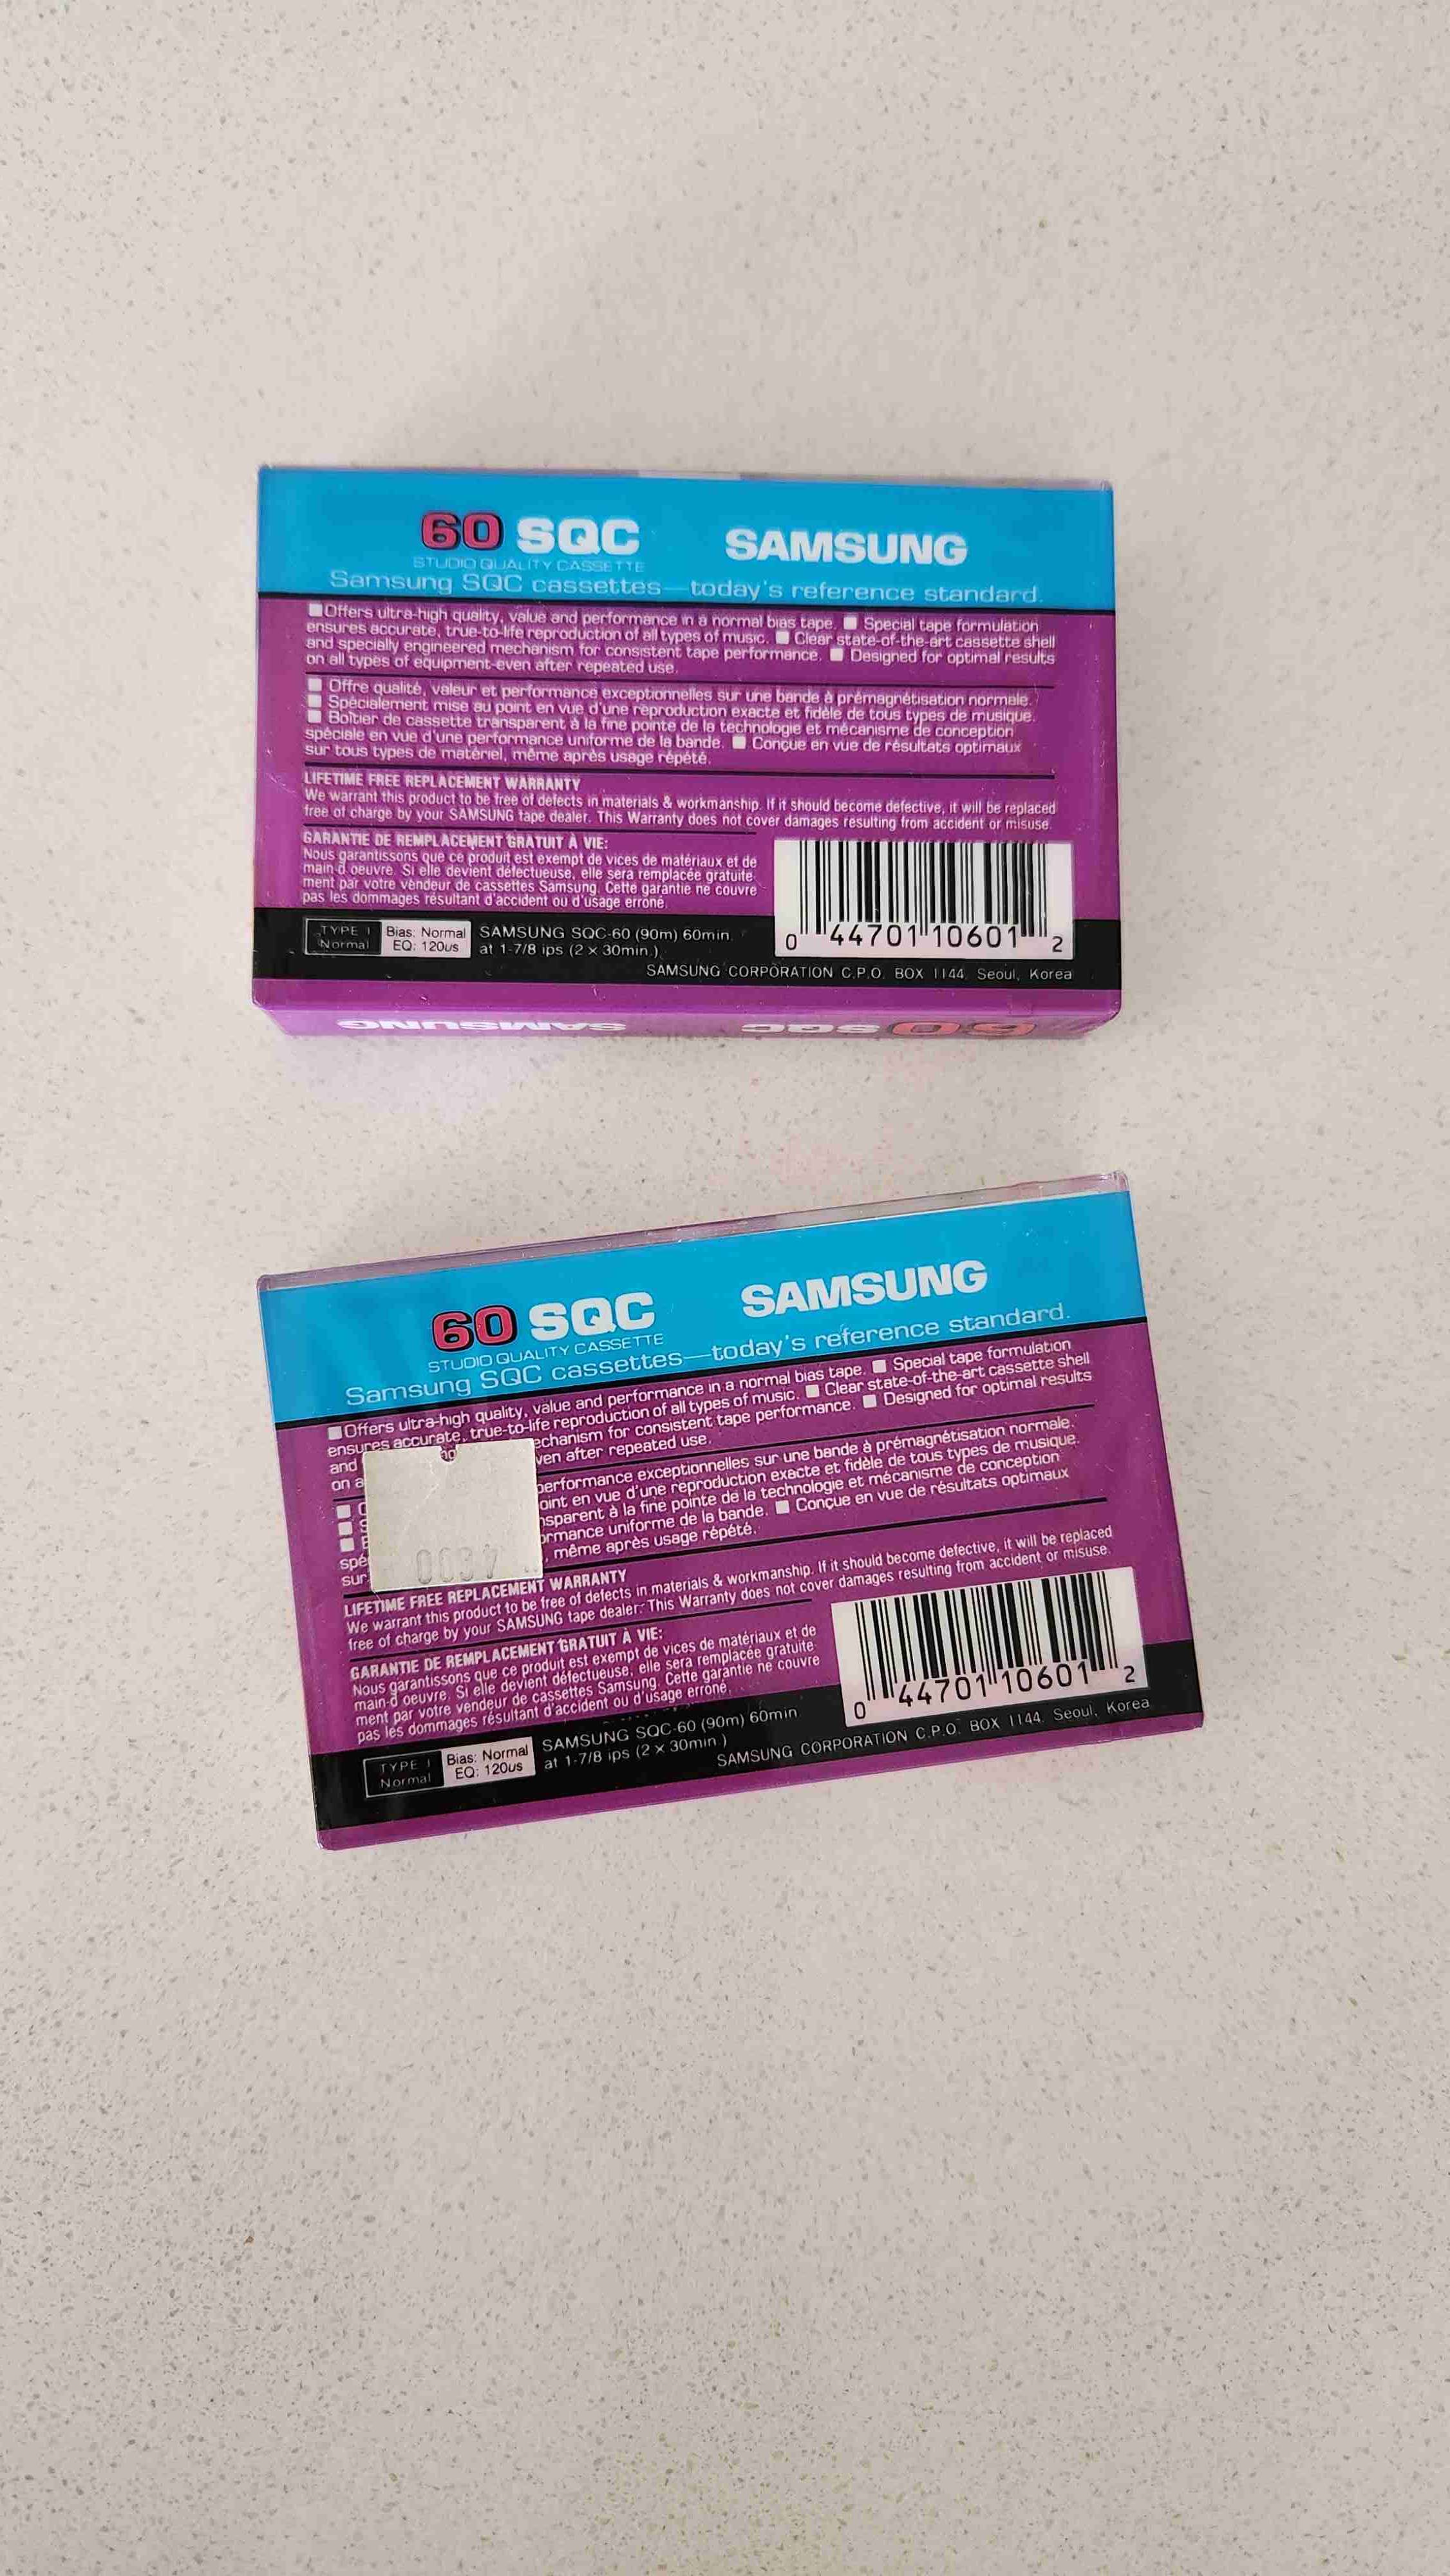 60 SQC SAMSUNG
STUDIO QUALITY CASSETTE
Samsung SQC cassettes—today's reference standard.
■ Offers ultra-high quality, value and performance in a normal bias tape. ■ Special tape formulation
ensures accurate, true-to-life reproduction of all types of music. ■ Clear state-of-the-art cassette shell
and specially engineered mechanism for consistent tape performance. ■ Designed for optimal results
on all types of equipment-even after repeated use.
■ Offre qualité, valeur et performance exceptionnelles sur une bande à prémagnétisation normale.
■ Spécialement mise au point en vue d'une reproduction exacte et fidèle de tous types de musique.
■ Boîtier de cassette transparent à la fine pointe de la technologie et mécanisme de conception
spéciale en vue d'une performance uniforme de la bande. ■ Conçue en vue de résultats optimaux
sur tous types de matériel, même après usage répété.
LIFETIME FREE REPLACEMENT WARRANTY
We warrant this product to be free of defects in materials & workmanship. If it should become defective, it will be replaced
free of charge by your SAMSUNG tape dealer. This Warranty does not cover damages resulting from accident or misuse.
GARANTIE DE REMPLACEMENT GRATUIT À VIE:
Nous garantissons que ce produit est exempt de vices de matériaux et de
main-d'oeuvre. Si elle devient défectueuse, elle sera remplacée gratuite-
ment par votre vendeur de cassettes Samsung. Cette garantie ne couvre
pas les dommages résultant d'accident ou d'usage erroné.
TYPE I Bias: Normal SAMSUNG SQC-60 (90m) 60min.
Normal EQ: 120us at 1-7/8 ips (2 x 30min.)
0 44701 10601 2
SAMSUNG CORPORATION C.P.O. BOX 1144. Seoul, Korea
SAMSUNG 60 SQC
60 SQC SAMSUNG
STUDIO QUALITY CASSETTE
Samsung SQC cassettes—today's reference standard.
■ Offers ultra-high quality, value and performance in a normal bias tape. ■ Special tape formulation
ensures accurate, true-to-life reproduction of all types of music. ■ Clear state-of-the-art cassette shell
and echanism for consistent tape performance. ■ Designed for optimal results
on a ven after repeated use.
■ performance exceptionnelles sur une bande à prémagnétisation normale.
■ oint en vue d'une reproduction exacte et fidèle de tous types de musique.
■ nsparent à la fine pointe de la technologie et mécanisme de conception
spé ormance uniforme de la bande. ■ Conçue en vue de résultats optimaux
sur , même après usage répété.
LIFETIME FREE REPLACEMENT WARRANTY
We warrant this product to be free of defects in materials & workmanship. If it should become defective, it will be replaced
free of charge by your SAMSUNG tape dealer. This Warranty does not cover damages resulting from accident or misuse.
GARANTIE DE REMPLACEMENT GRATUIT À VIE:
Nous garantissons que ce produit est exempt de vices de matériaux et de
main-d'oeuvre. Si elle devient défectueuse, elle sera remplacée gratuite-
ment par votre vendeur de cassettes Samsung. Cette garantie ne couvre
pas les dommages résultant d'accident ou d'usage erroné.
TYPE I Bias: Normal SAMSUNG SQC-60 (90m) 60min
Normal EQ: 120us at 1-7/8 ips (2 x 30min.)
0 44701 10601 2
SAMSUNG CORPORATION C.P.O. BOX 1144. Seoul, Korea